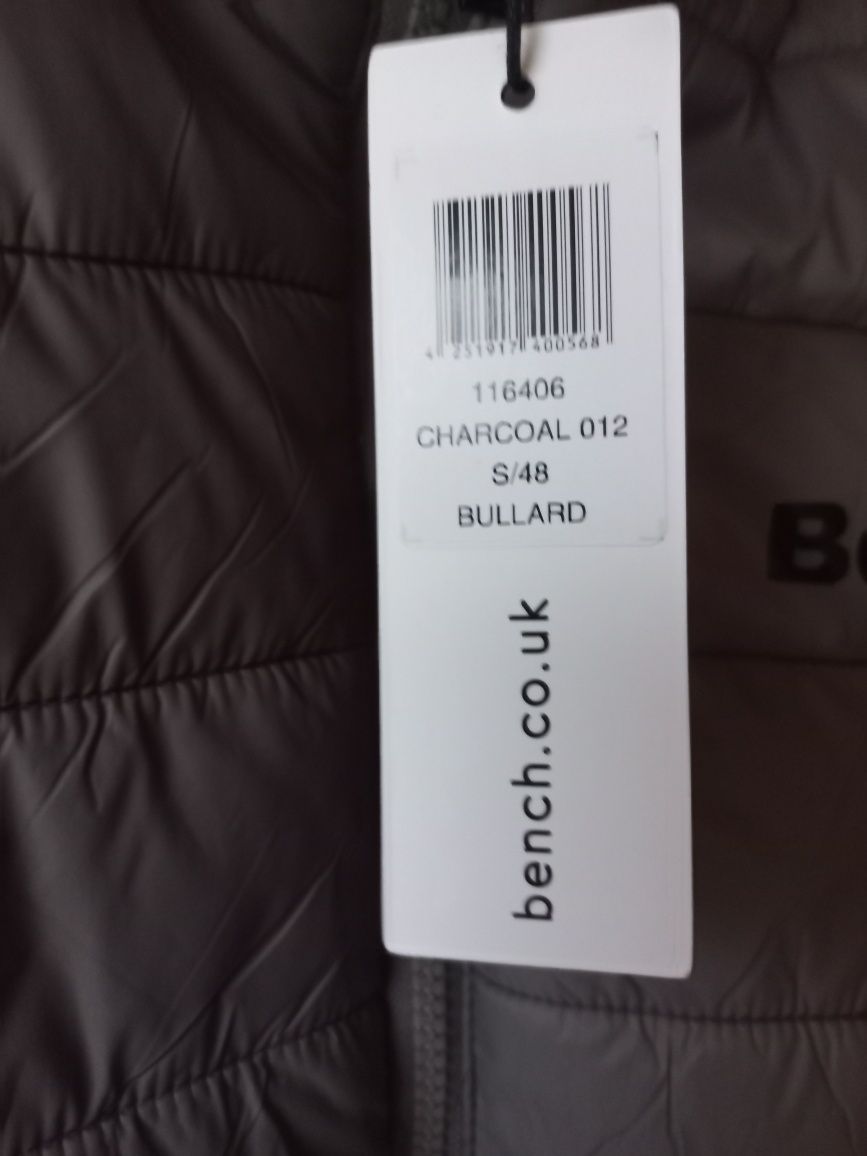 4 251917 400568
116406
CHARCOAL 012
S/48
BULLARD
bench.co.uk